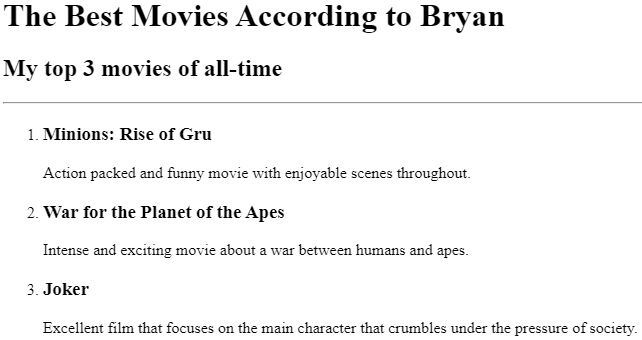 The Best Movies According to Bryan
My top 3 movies of all-time
1. Minions: Rise of Gru
Action packed and funny movie with enjoyable scenes throughout.
2. War for the Planet of the Apes
Intense and exciting movie about a war between humans and apes.
3. Joker
Excellent film that focuses on the main character that crumbles under the pressure of society.